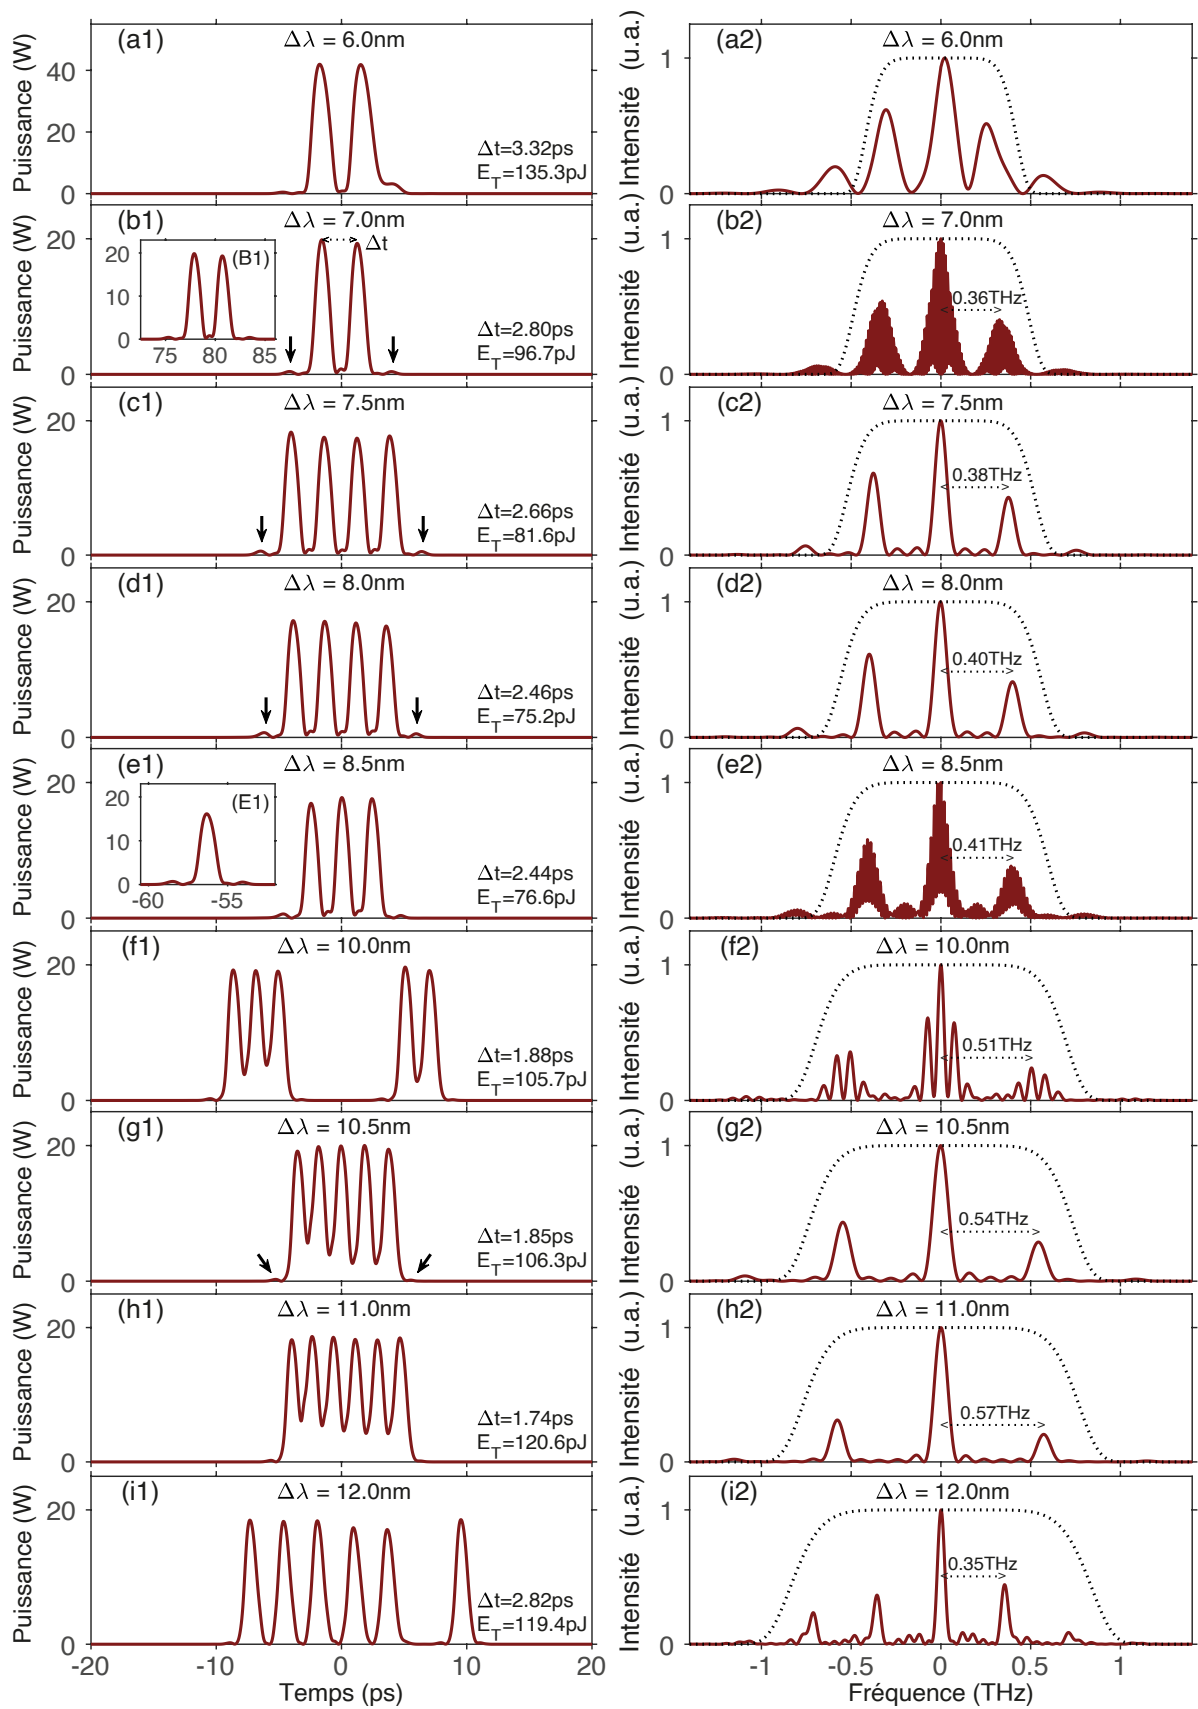 (a1) Δλ = 6.0nm
Puissance (W)
40
20
0
Δt=3.32ps
E_T=135.3pJ
(a2) Δλ = 6.0nm
Intensité (u.a.)
1
0
(b1) Δλ = 7.0nm
Puissance (W)
20
0
Δt
(B1)
20
10
0
75 80 85
Δt=2.80ps
E_T=96.7pJ
(b2) Δλ = 7.0nm
Intensité (u.a.)
1
0
0.36THz
(c1) Δλ = 7.5nm
Puissance (W)
20
0
Δt=2.66ps
E_T=81.6pJ
(c2) Δλ = 7.5nm
Intensité (u.a.)
1
0
0.38THz
(d1) Δλ = 8.0nm
Puissance (W)
20
0
Δt=2.46ps
E_T=75.2pJ
(d2) Δλ = 8.0nm
Intensité (u.a.)
1
0
0.40THz
(e1) Δλ = 8.5nm
Puissance (W)
20
0
(E1)
20
10
0
-60 -55
Δt=2.44ps
E_T=76.6pJ
(e2) Δλ = 8.5nm
Intensité (u.a.)
1
0
0.41THz
(f1) Δλ = 10.0nm
Puissance (W)
20
0
Δt=1.88ps
E_T=105.7pJ
(f2) Δλ = 10.0nm
Intensité (u.a.)
1
0
0.51THz
(g1) Δλ = 10.5nm
Puissance (W)
20
0
Δt=1.85ps
E_T=106.3pJ
(g2) Δλ = 10.5nm
Intensité (u.a.)
1
0
0.54THz
(h1) Δλ = 11.0nm
Puissance (W)
20
0
Δt=1.74ps
E_T=120.6pJ
(h2) Δλ = 11.0nm
Intensité (u.a.)
1
0
0.57THz
(i1) Δλ = 12.0nm
Puissance (W)
20
0
Δt=2.82ps
E_T=119.4pJ
-20 -10 0 10 20
Temps (ps)
(i2) Δλ = 12.0nm
Intensité (u.a.)
1
0
0.35THz
-1 -0.5 0 0.5 1
Fréquence (THz)